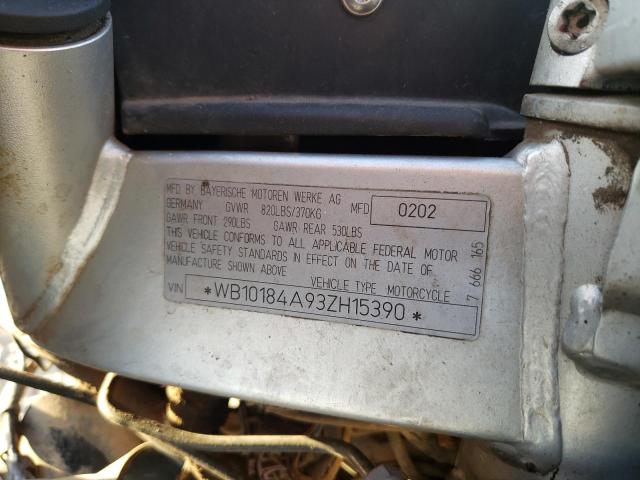 MFD BY BAYERISCHE MOTOREN WERKE AG
GERMANY GVWR 820LBS/370KG MFD 0202
GAWR FRONT 290LBS GAWR REAR 530LBS
THIS VEHICLE CONFORMS TO ALL APPLICABLE FEDERAL MOTOR
VEHICLE SAFETY STANDARDS IN EFFECT ON THE DATE OF
MANUFACTURE SHOWN ABOVE
VEHICLE TYPE MOTORCYCLE
VIN *WB10184A93ZH15390*
7 666 165